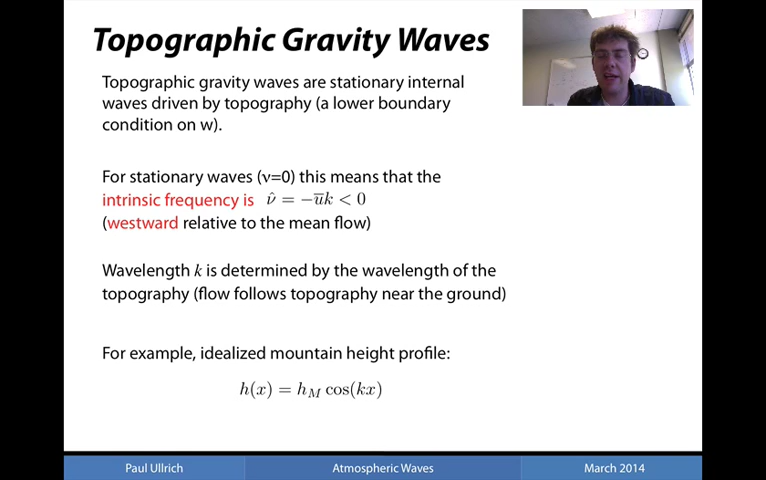 Topographic Gravity Waves
Topographic gravity waves are stationary internal
waves driven by topography (a lower boundary
condition on w).
For stationary waves (ν=0) this means that the
intrinsic frequency is ν̂ = −u̅k < 0
(westward relative to the mean flow)
Wavelength k is determined by the wavelength of the
topography (flow follows topography near the ground)
For example, idealized mountain height profile:
h(x) = h_M cos(kx)
Paul Ullrich
Atmospheric Waves
March 2014